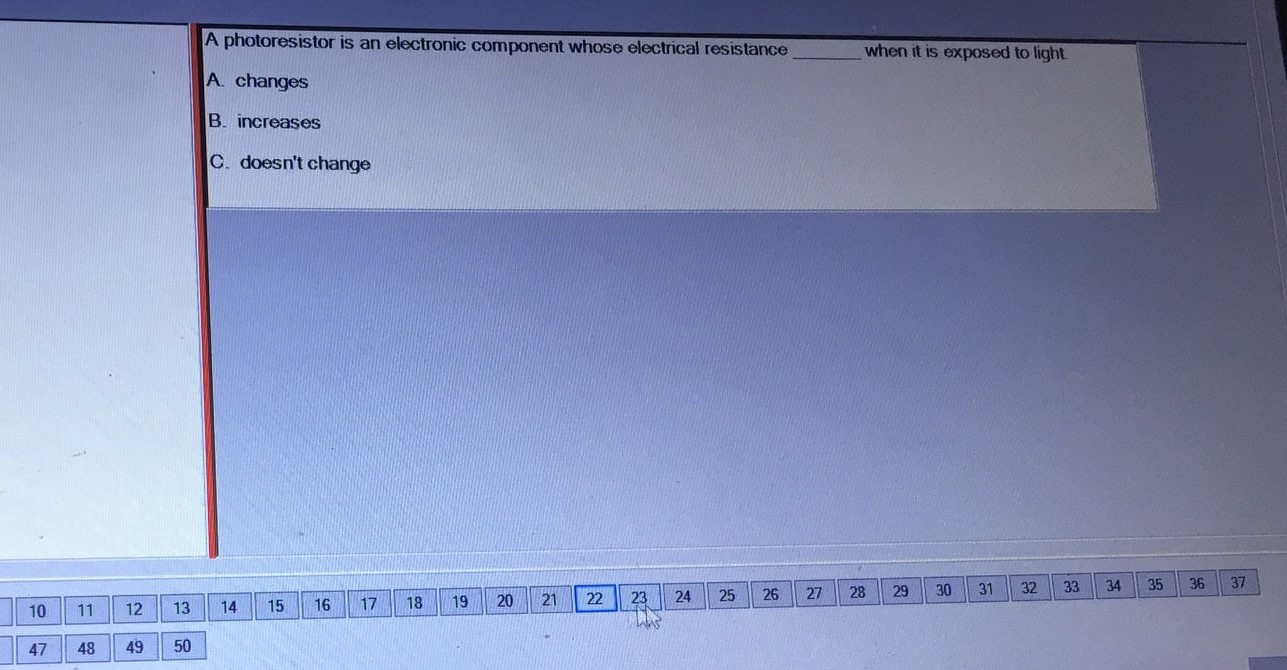 A photoresistor is an electronic component whose electrical resistance _______ when it is exposed to light.
A. changes
B. increases
C. doesn't change
10 11 12 13 14 15 16 17 18 19 20 21 22 23 24 25 26 27 28 29 30 31 32 33 34 35 36 37
47 48 49 50